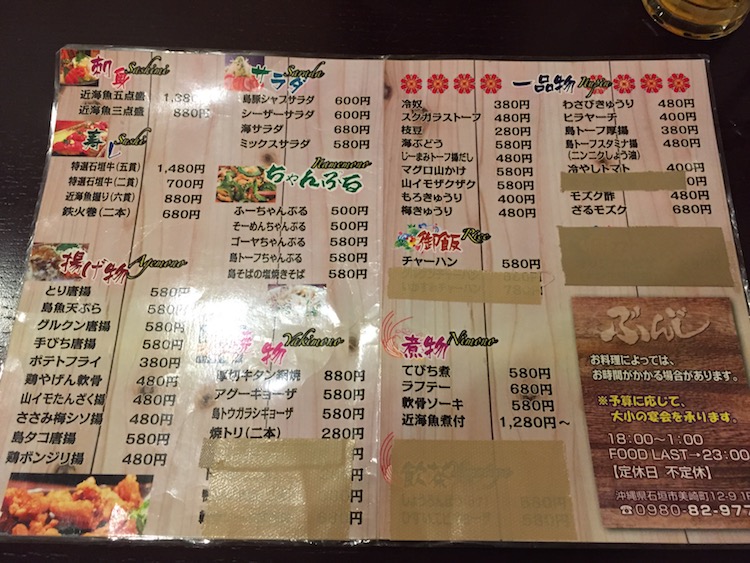 刺身 Sashimi
近海魚五点盛 1,380円
近海魚三点盛 880円
寿し Sushi
特選石垣牛(五貫) 1,480円
特選石垣牛(二貫) 700円
近海魚握り(六貫) 880円
鉄火巻(二本) 680円
揚げ物 Agemono
とり唐揚 580円
島魚天ぷら 580円
グルクン唐揚 580円
手びち唐揚 580円
ポテトフライ 380円
鶏やげん軟骨 480円
山イモたんざく揚 480円
ささみ梅シソ揚 480円
島タコ唐揚 580円
鶏ボンジリ揚 480円
サラダ Sarada
島豚シャブサラダ 600円
シーザーサラダ 600円
海サラダ 680円
ミックスサラダ 580円
ちゃんぷる
ふーちゃんぷる 500円
そーめんちゃんぷる 500円
ゴーヤちゃんぷる 580円
島トーフちゃんぷる 580円
島そばの塩焼きそば 580円
物 Yakimono
厚切キタン網焼 880円
アグーギョーザ 580円
島トウガラシギョーザ 580円
焼トリ(二本) 280円
一品物 Ippin
冷奴 380円
スクガラストーフ 480円
枝豆 280円
海ぶどう 580円
じーまみトーフ揚だし 480円
マグロ山かけ 580円
山イモザクザク 480円
もろきゅうり 480円
梅きゅうり 480円
わさびきゅうり 480円
ヒラヤーチ 480円
島トーフ厚揚 380円
島トーフスタミナ揚 480円
(ニンニクしょう油)
冷やしトマト 400円
0円
モズク酢 480円
ざるモズク 680円
御飯 Rice
チャーハン 580円
煮物 Nimono
てびち煮 580円
ラフテー 680円
軟骨ソーキ 580円
近海魚煮付 1,280円～
ぶんじ
お料理によっては、
お時間がかかる場合があります。
※予算に応じて、
大小の宴会を承ります。
18:00～1:00
FOOD LAST→23:00
【定休日 不定休】
沖縄県石垣市美崎町12-9.1F
☎0980-82-977